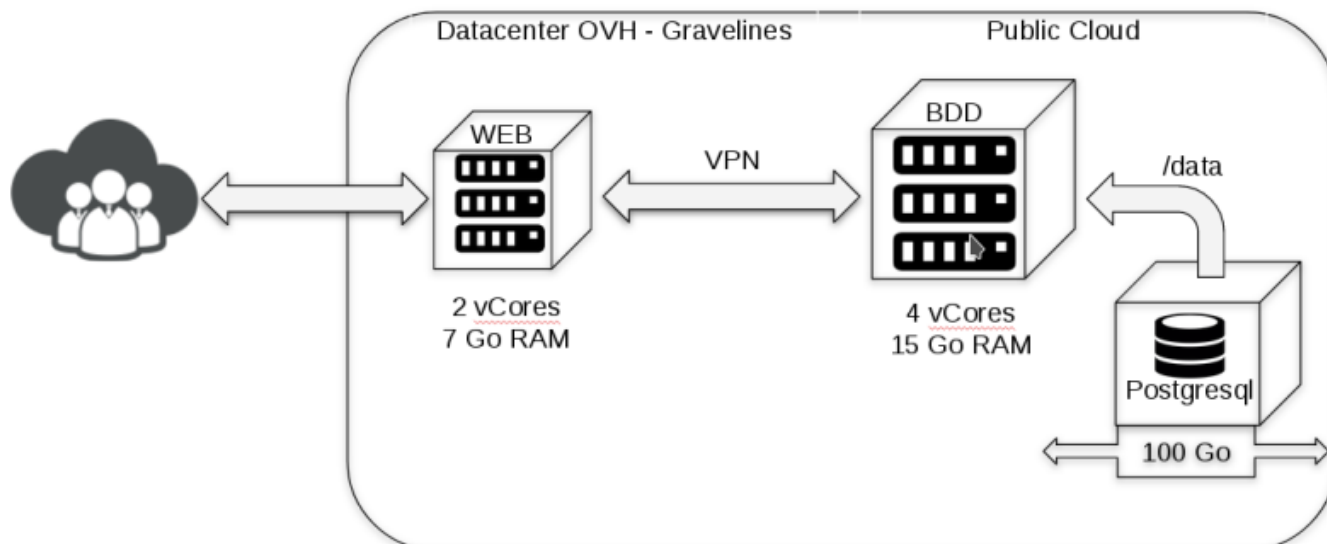 Datacenter OVH - Gravelines
Public Cloud
WEB
BDD
VPN
/data
2 vCores
7 Go RAM
4 vCores
15 Go RAM
Postgresql
100 Go